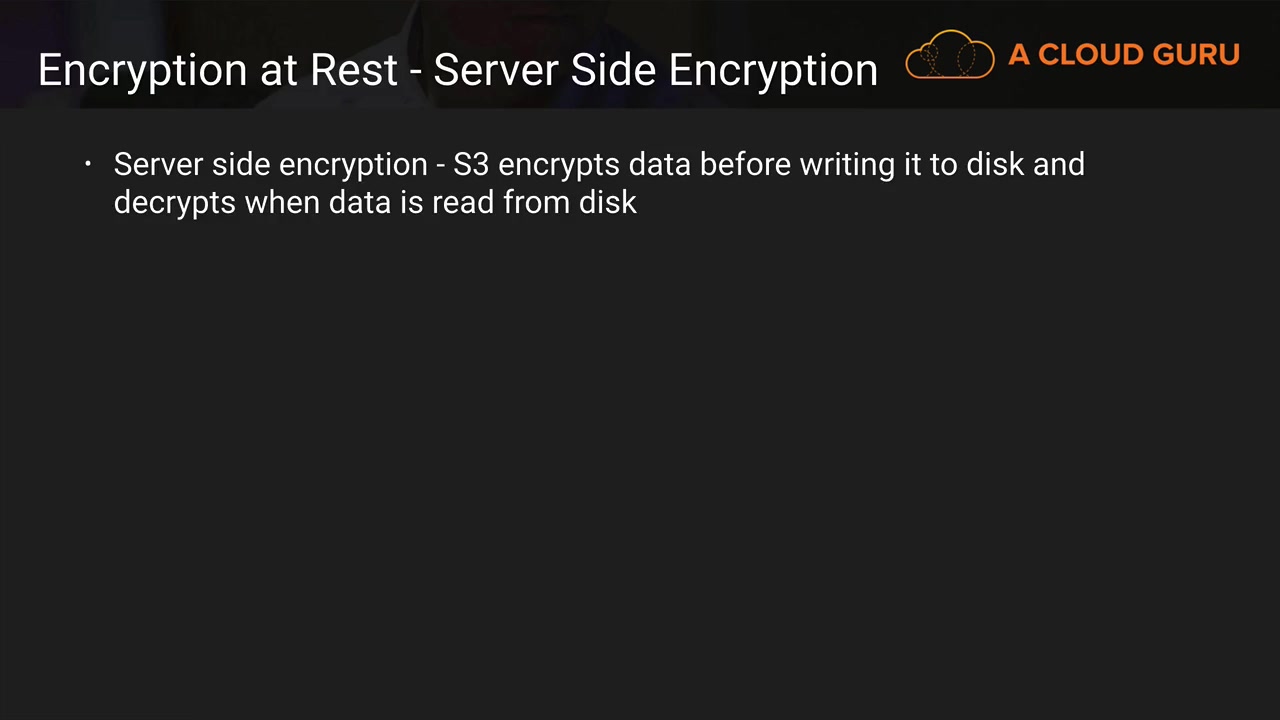 Encryption at Rest - Server Side Encryption
A CLOUD GURU
· Server side encryption - S3 encrypts data before writing it to disk and
decrypts when data is read from disk